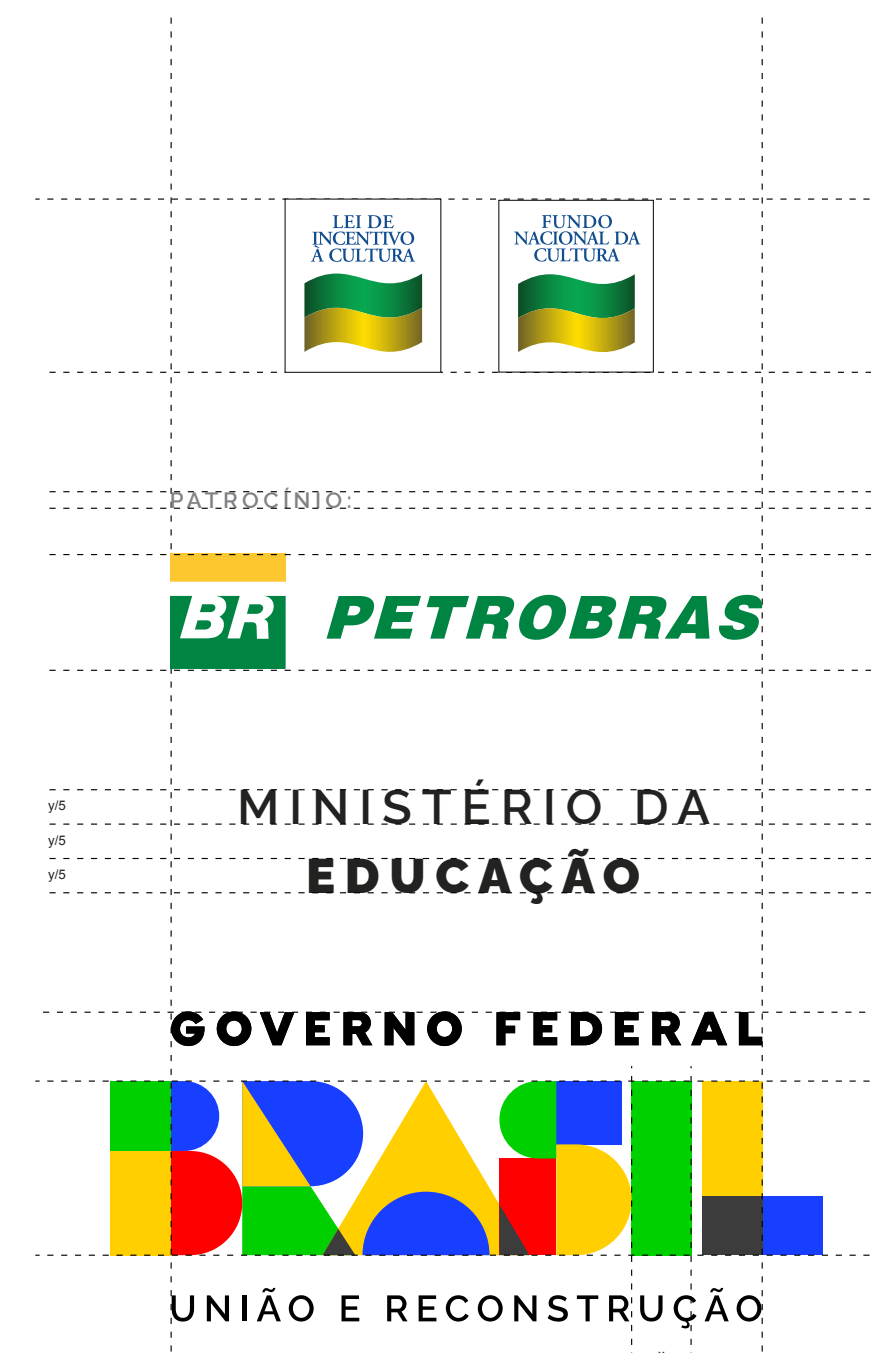 LEI DE
INCENTIVO
À CULTURA
FUNDO
NACIONAL DA
CULTURA
PATROCÍNIO:
BR PETROBRAS
y/5 MINISTÉRIO DA
y/5
y/5 EDUCAÇÃO
GOVERNO FEDERAL
BRASIL
UNIÃO E RECONSTRUÇÃO